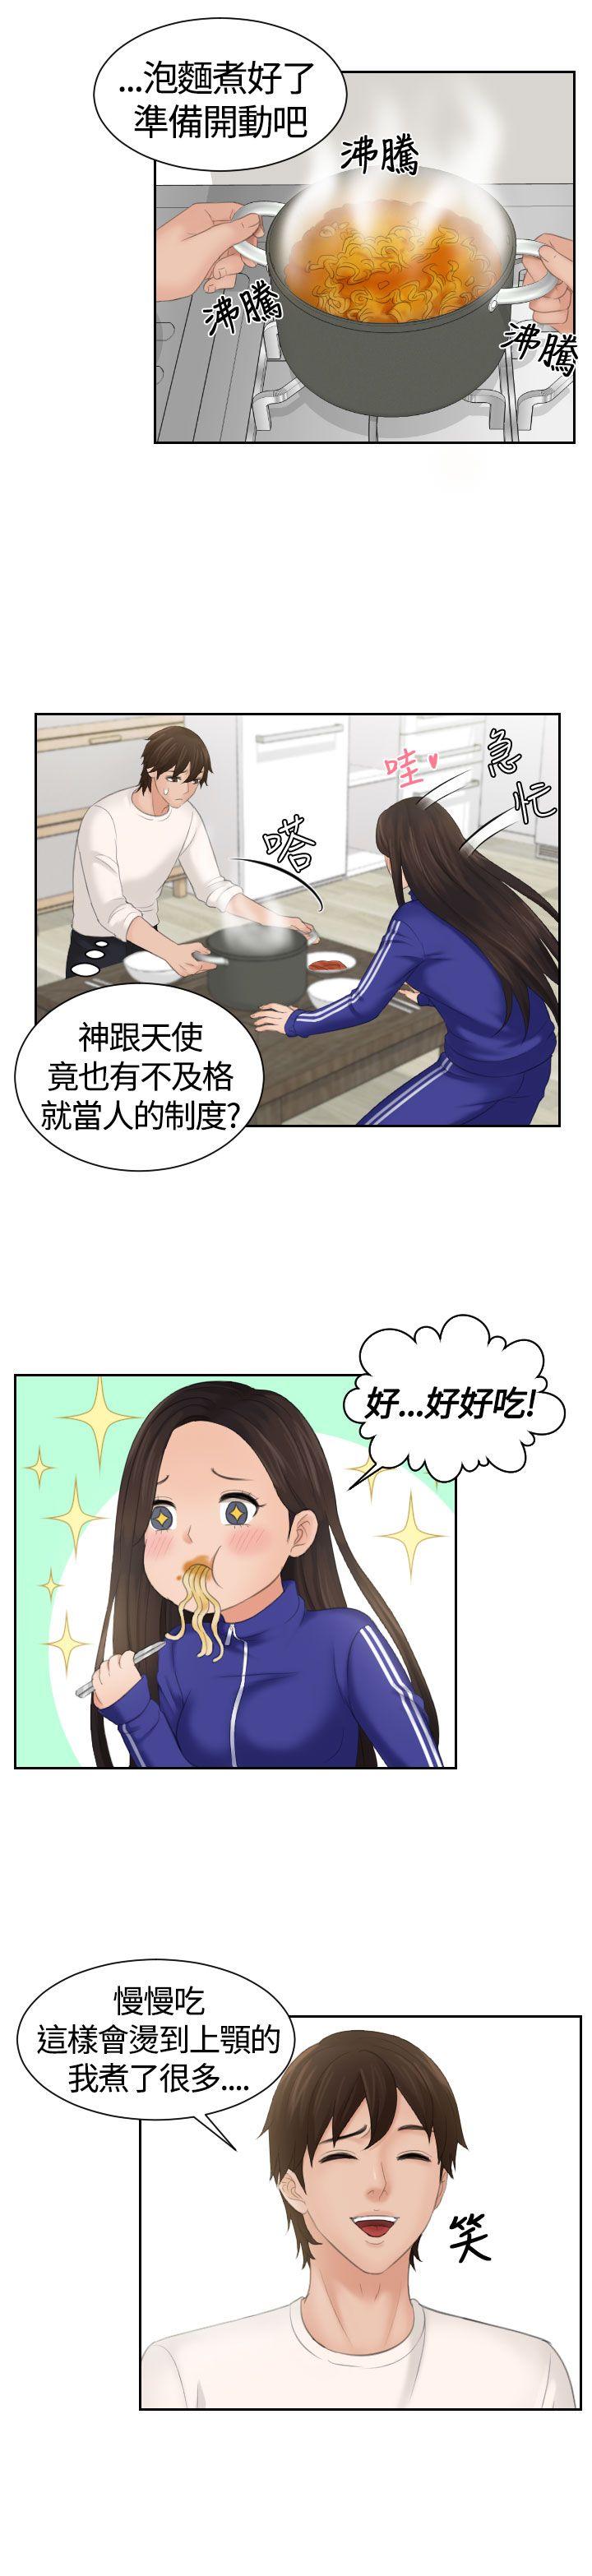 ...泡麵煮好了
準備開動吧
沸騰
沸騰
沸騰
哇
急
忙
嗒
神跟天使
竟也有不及格
就當人的制度?
好...好好吃!
慢慢吃
這樣會燙到上顎的
我煮了很多....
笑